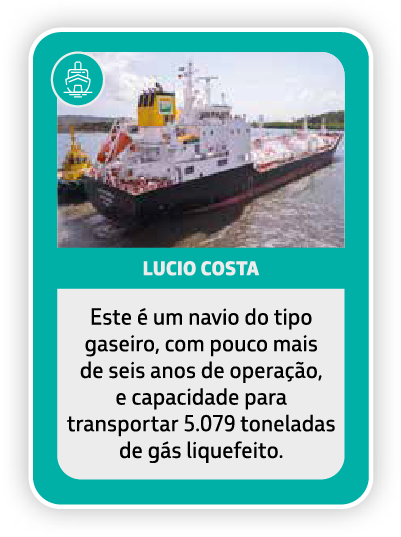 LUCIO COSTA
Este é um navio do tipo
gaseiro, com pouco mais
de seis anos de operação,
e capacidade para
transportar 5.079 toneladas
de gás liquefeito.